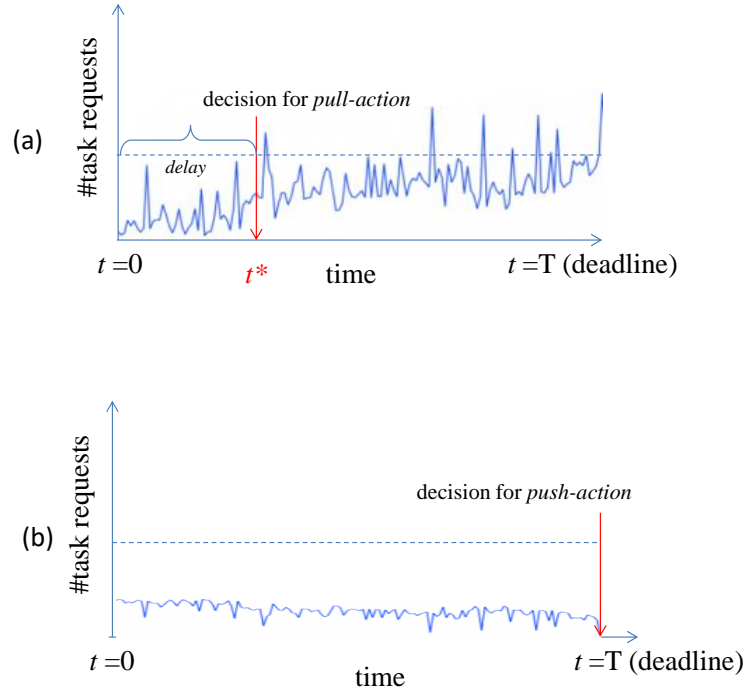 #task requests
(a)
decision for pull-action
delay
t =0
t*
time
t =T (deadline)
#task requests
(b)
decision for push-action
t =0
time
t =T (deadline)